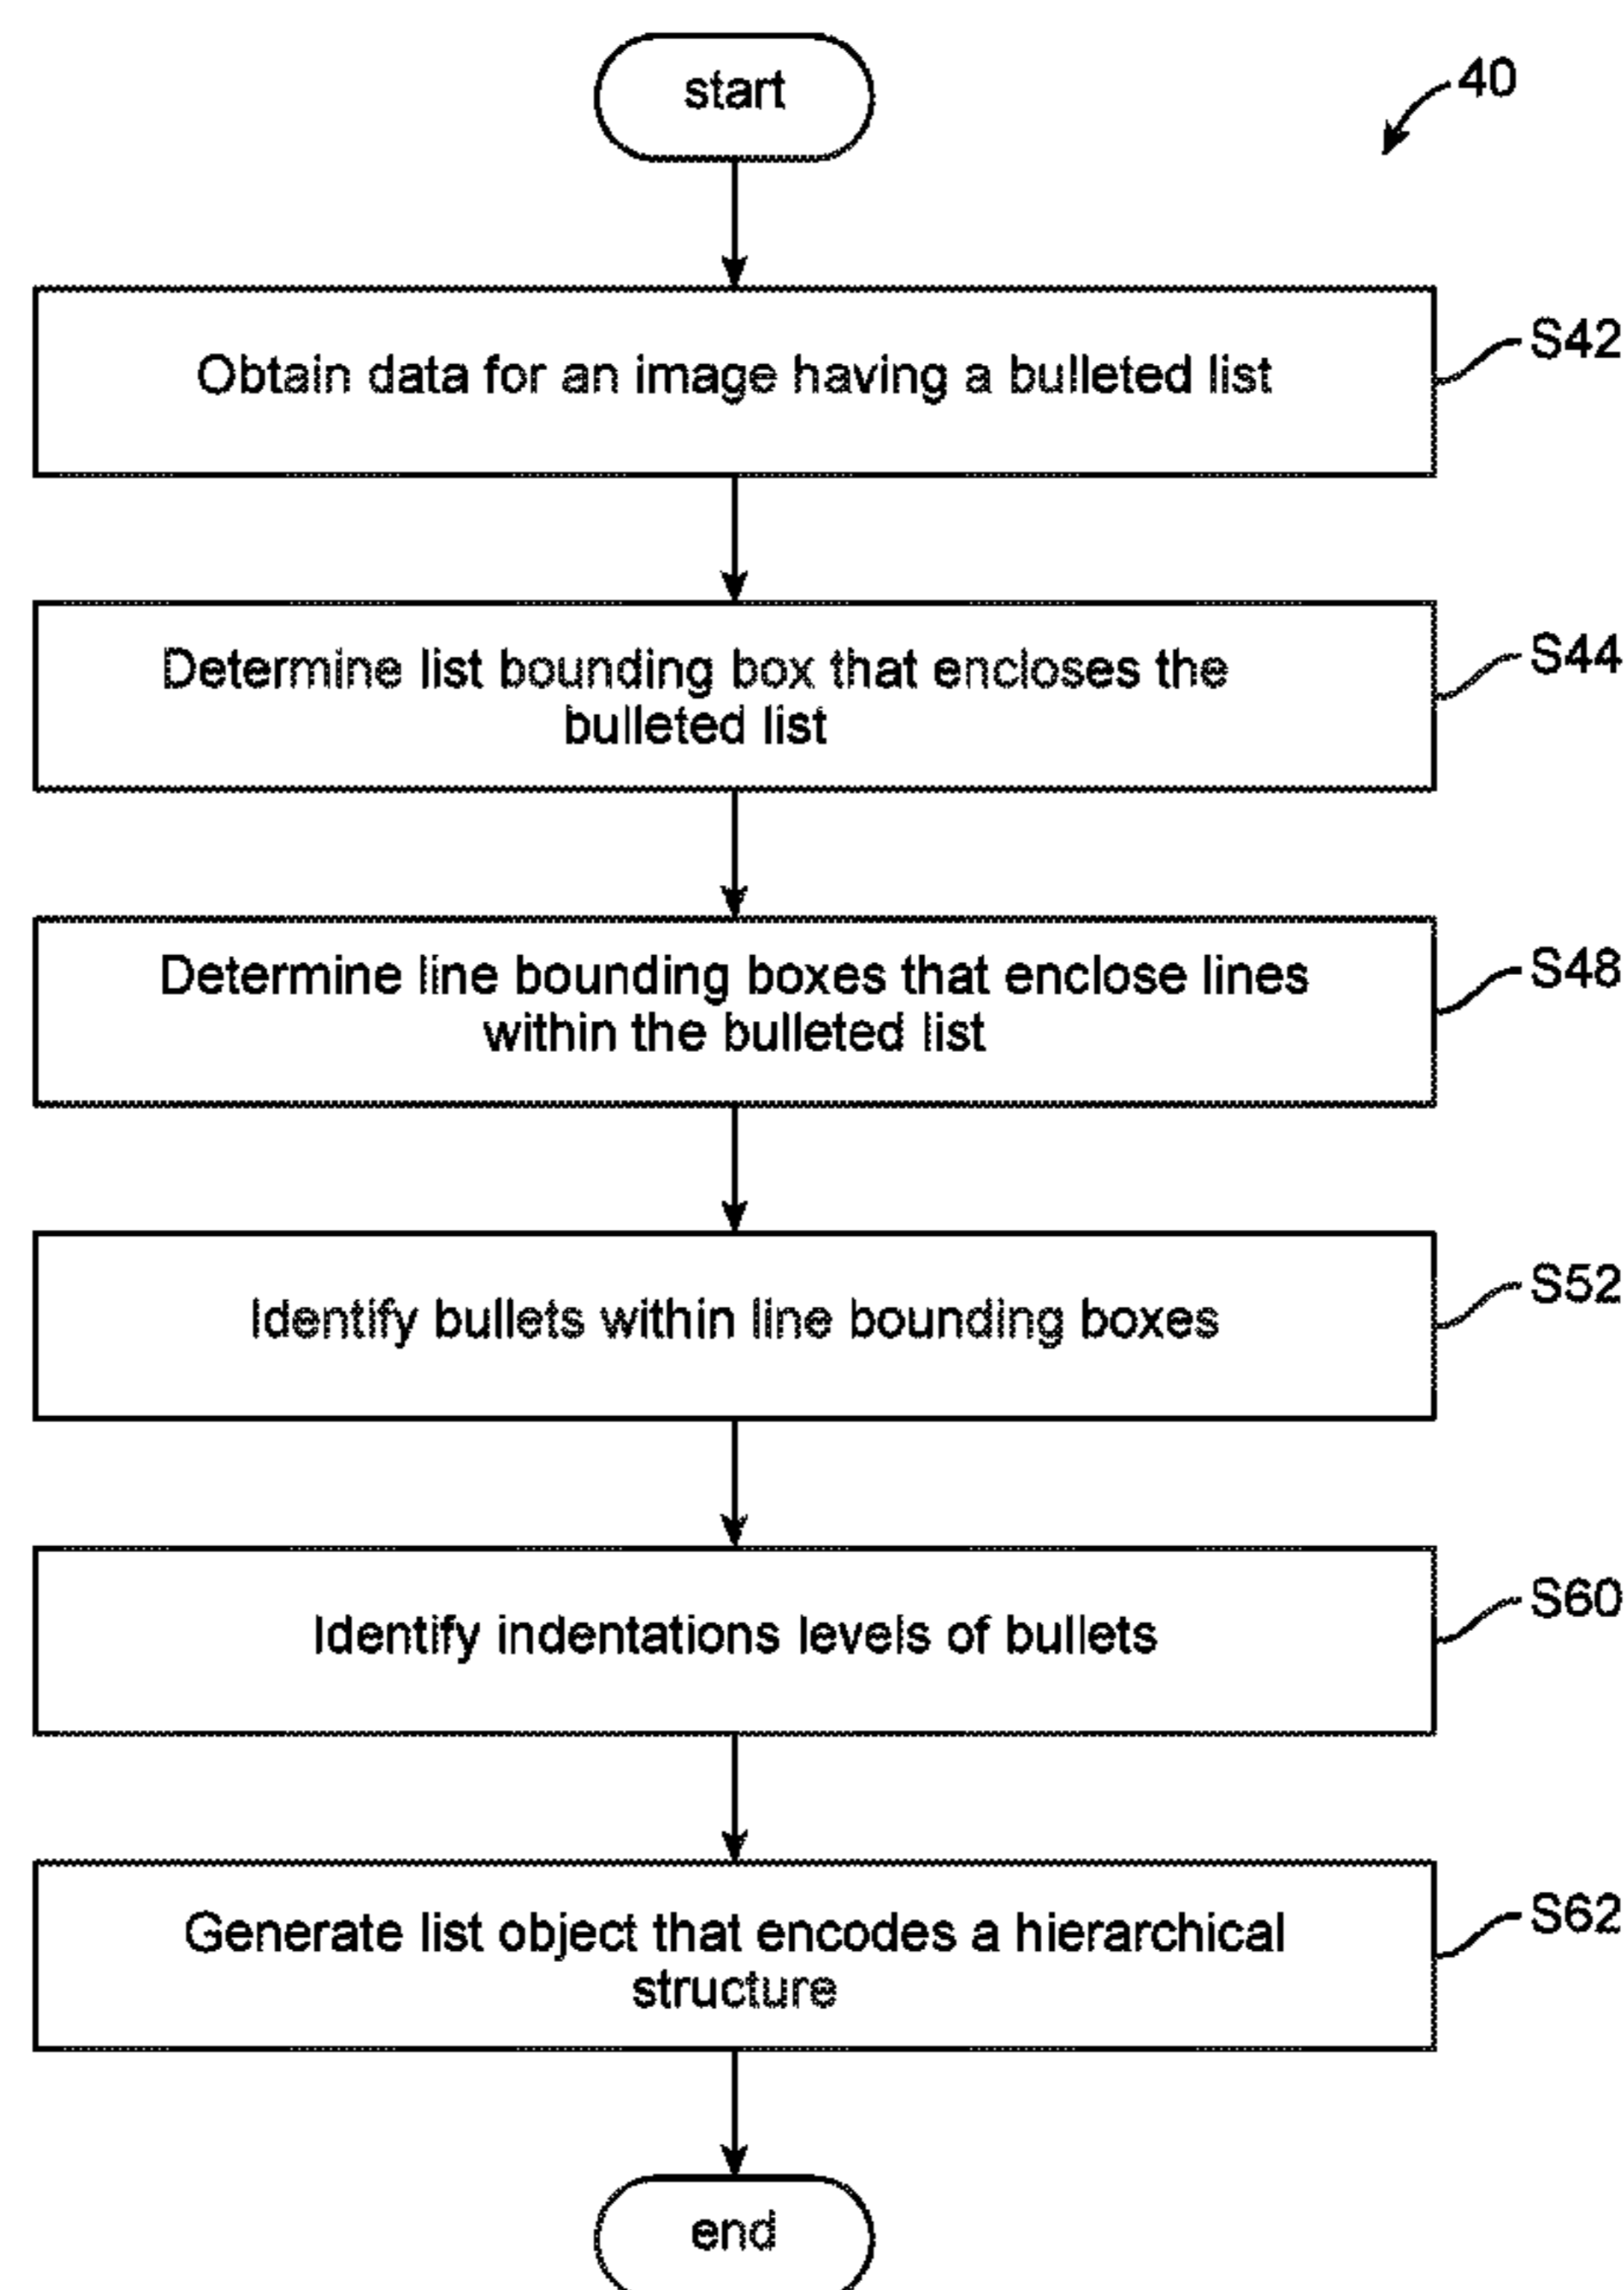 start
40
Obtain data for an image having a bulleted list
S42
Determine list bounding box that encloses the
bulleted list
S44
Determine line bounding boxes that enclose lines
within the bulleted list
S48
Identify bullets within line bounding boxes
S52
Identify indentations levels of bullets
S60
Generate list object that encodes a hierarchical
structure
S62
end